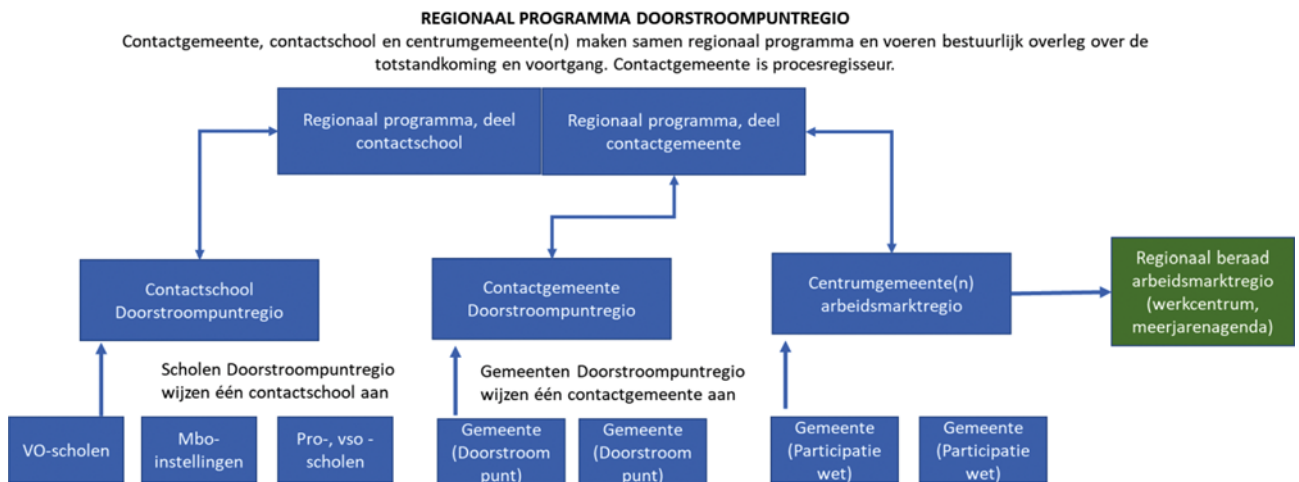 REGIONAAL PROGRAMMA DOORSTROOMPUNTREGIO
Contactgemeente, contactschool en centrumgemeente(n) maken samen regionaal programma en voeren bestuurlijk overleg over de
totstandkoming en voortgang. Contactgemeente is procesregisseur.
Regionaal programma, deel
contactschool
Regionaal programma, deel
contactgemeente
Contactschool
Doorstroompuntregio
Contactgemeente
Doorstroompuntregio
Centrumgemeente(n)
arbeidsmarktregio
Regionaal beraad
arbeidsmarktregio
(werkcentrum,
meerjarenagenda)
Scholen Doorstroompuntregio
wijzen één contactschool aan
Gemeenten Doorstroompuntregio
wijzen één contactgemeente aan
VO-scholen
Mbo-
instellingen
Pro-, vso -
scholen
Gemeente
(Doorstroom
punt)
Gemeente
(Doorstroom
punt)
Gemeente
(Participatie
wet)
Gemeente
(Participatie
wet)